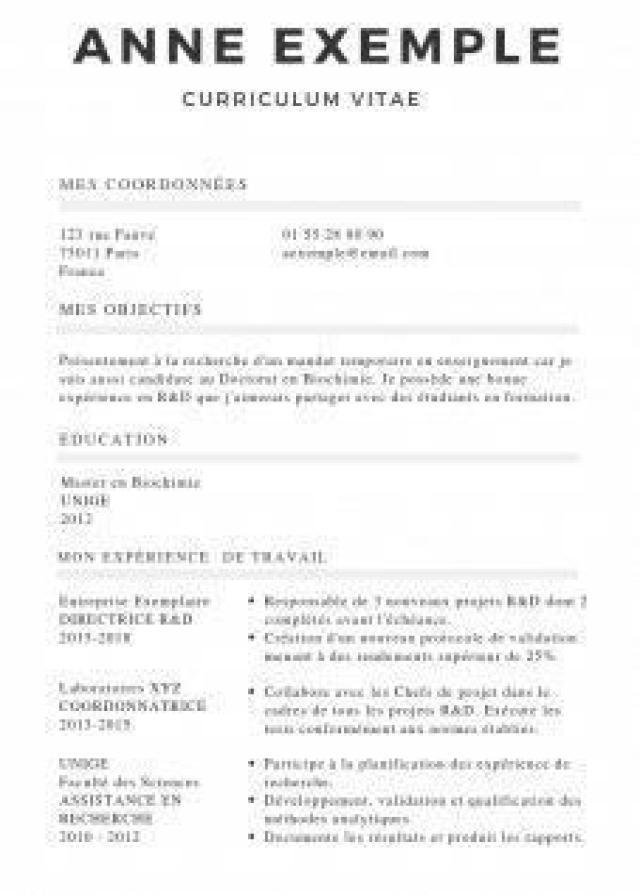 ANNE EXEMPLE
CURRICULUM VITAE
MES COORDONNÉES
123 rue
75011 Paris
France
01 55 28
MES OBJECTIFS
Présentement à la recherche d'un mandat temporaire en enseignement car je
suis aussi candidate au Doctorat en Biochimie. Je possède une bonne
expérience en R&D que j'aimerais partager avec des étudiants en formation.
EDUCATION
Master en Biochimie
UNIGE
2012
MON EXPÉRIENCE DE TRAVAIL
Entreprise Exemplaire
DIRECTRICE R&D
2015-2018
• Responsable de 3 nouveaux projets R&D dont 2
complétés avant l'échéance.
• Création d'un nouveau protocole de validation
menant à des rendements supérieur de 25%
Laboratoires XYZ
COORDONNATRICE
2013-2015
• Collabore avec les Chefs de projet dans le
cadres de tous les projets R&D. Exécute les
tests conformément aux normes établies.
UNIGE
Faculté des Sciences
ASSISTANCE EN
RECHERCHE
2010 - 2012
• Participe à la planification des expérience de
recherche.
• Développement, validation et qualification des
méthodes analytiques
• Documente les résultats et produit les rapports.